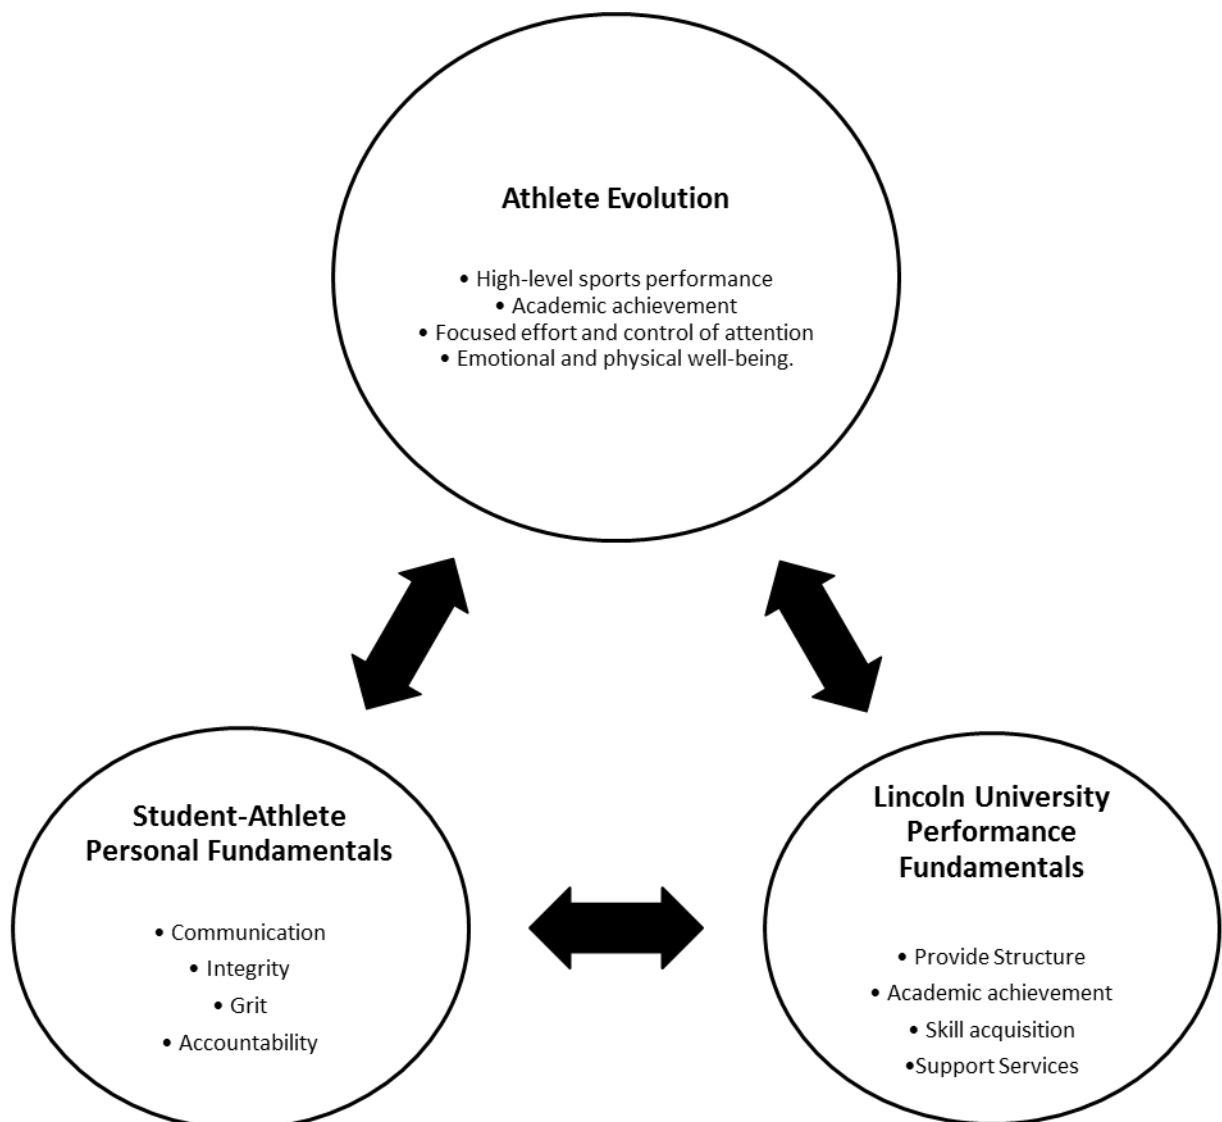 Athlete Evolution
• High-level sports performance
• Academic achievement
• Focused effort and control of attention
• Emotional and physical well-being.
Student-Athlete
Personal Fundamentals
• Communication
• Integrity
• Grit
• Accountability
Lincoln University
Performance
Fundamentals
• Provide Structure
• Academic achievement
• Skill acquisition
•Support Services